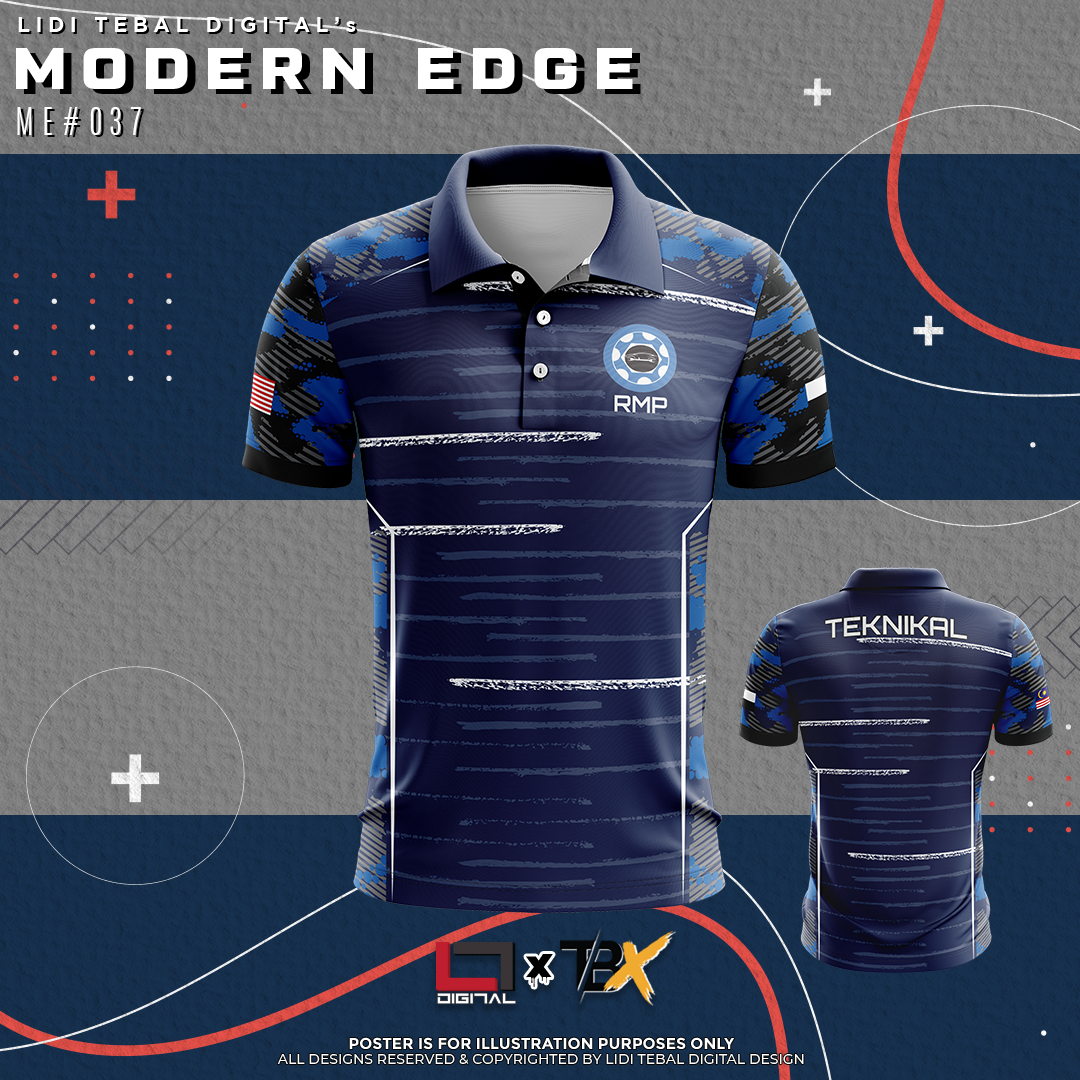 LIDI TEBAL DIGITAL's
MODERN EDGE
ME#037
RMP
TEKNIKAL
DIGITAL
X
TBX
POSTER IS FOR ILLUSTRATION PURPOSES ONLY
ALL DESIGNS RESERVED & COPYRIGHTED BY LIDI TEBAL DIGITAL DESIGN